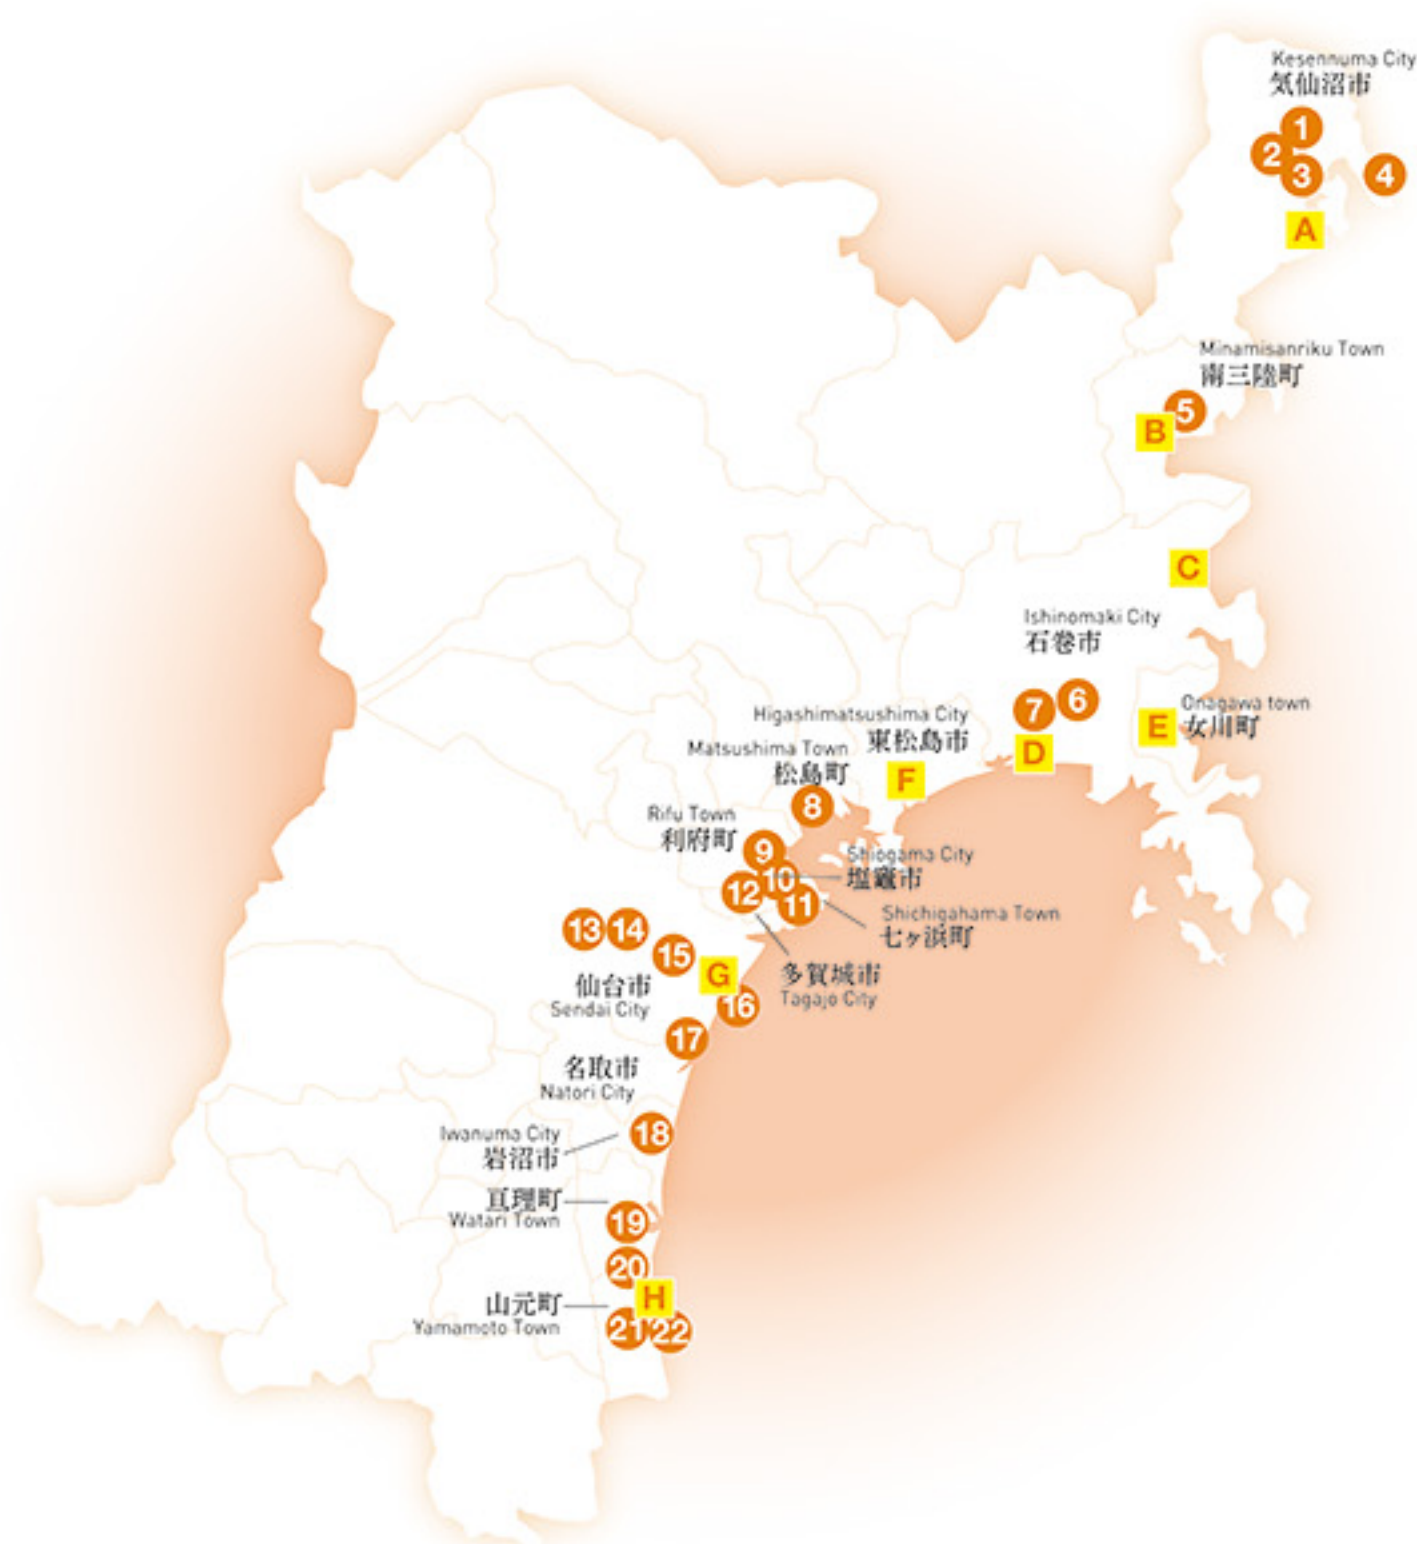 Kesennuma City
気仙沼市
1
2
3
4
A
Minamisanriku Town
南三陸町
5
B
C
Ishinomaki City
石巻市
6
7
D
Onagawa town
女川町
E
Higashimatsushima City
東松島市
F
Matsushima Town
松島町
8
Rifu Town
利府町
9
Shiogama City
塩竈市
10
12
11
Shichigahama Town
七ヶ浜町
多賀城市
Tagajo City
13
14
15
G
仙台市
Sendai City
16
17
名取市
Natori City
Iwanuma City
岩沼市
18
亘理町
Watari Town
19
20
H
山元町
Yamamoto Town
21
22